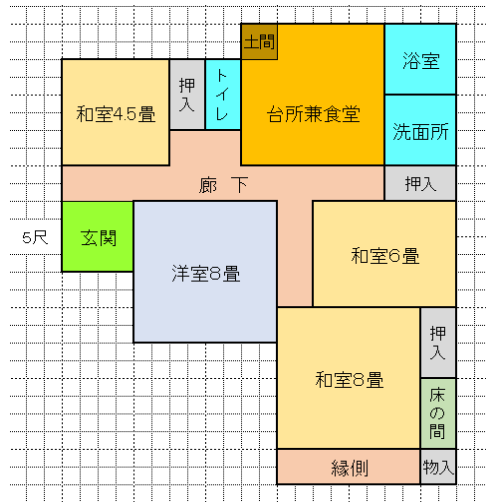 土間
浴室
トイレ
押入
和室4.5畳
台所兼食堂
洗面所
廊 下
押入
5尺
玄関
和室6畳
洋室8畳
押入
和室8畳
床の間
縁側
物入